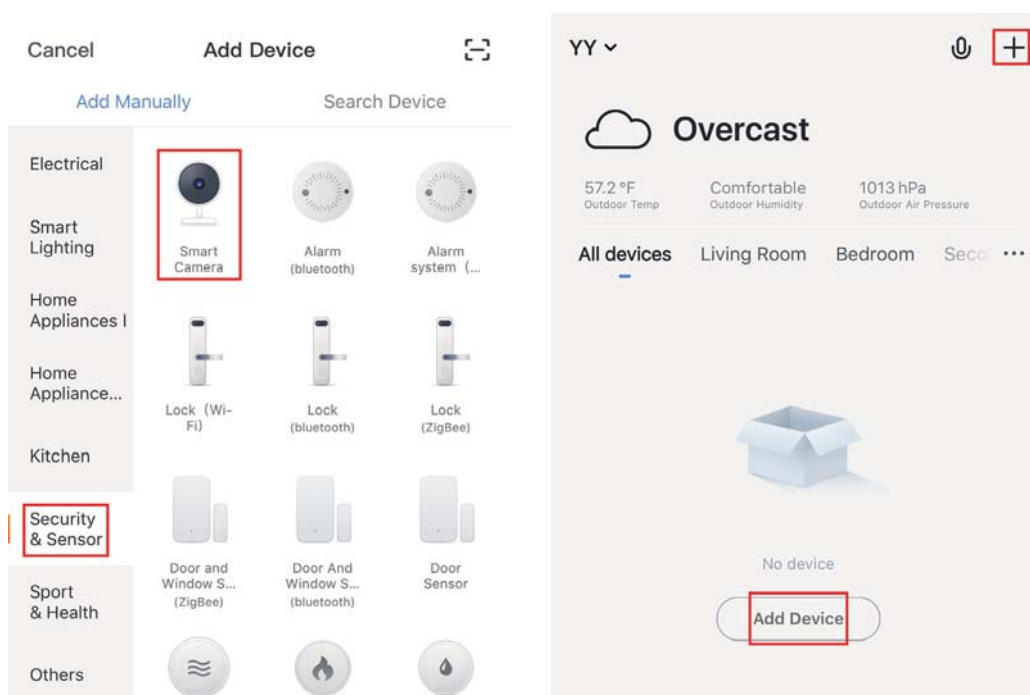 Cancel
Add Device
Add Manually
Search Device
Electrical
Smart
Lighting
Home
Appliances I
Home
Appliance...
Kitchen
Security
& Sensor
Sport
& Health
Others
Smart
Camera
Alarm
(bluetooth)
Alarm
system (...
Lock (Wi-
Fi)
Lock
(bluetooth)
Lock
(ZigBee)
Door and
Window S...
(ZigBee)
Door And
Window S...
(bluetooth)
Door
Sensor
YY
Overcast
57.2 °F
Outdoor Temp
Comfortable
Outdoor Humidity
1013 hPa
Outdoor Air Pressure
All devices
Living Room
Bedroom
Seco
...
No device
Add Device